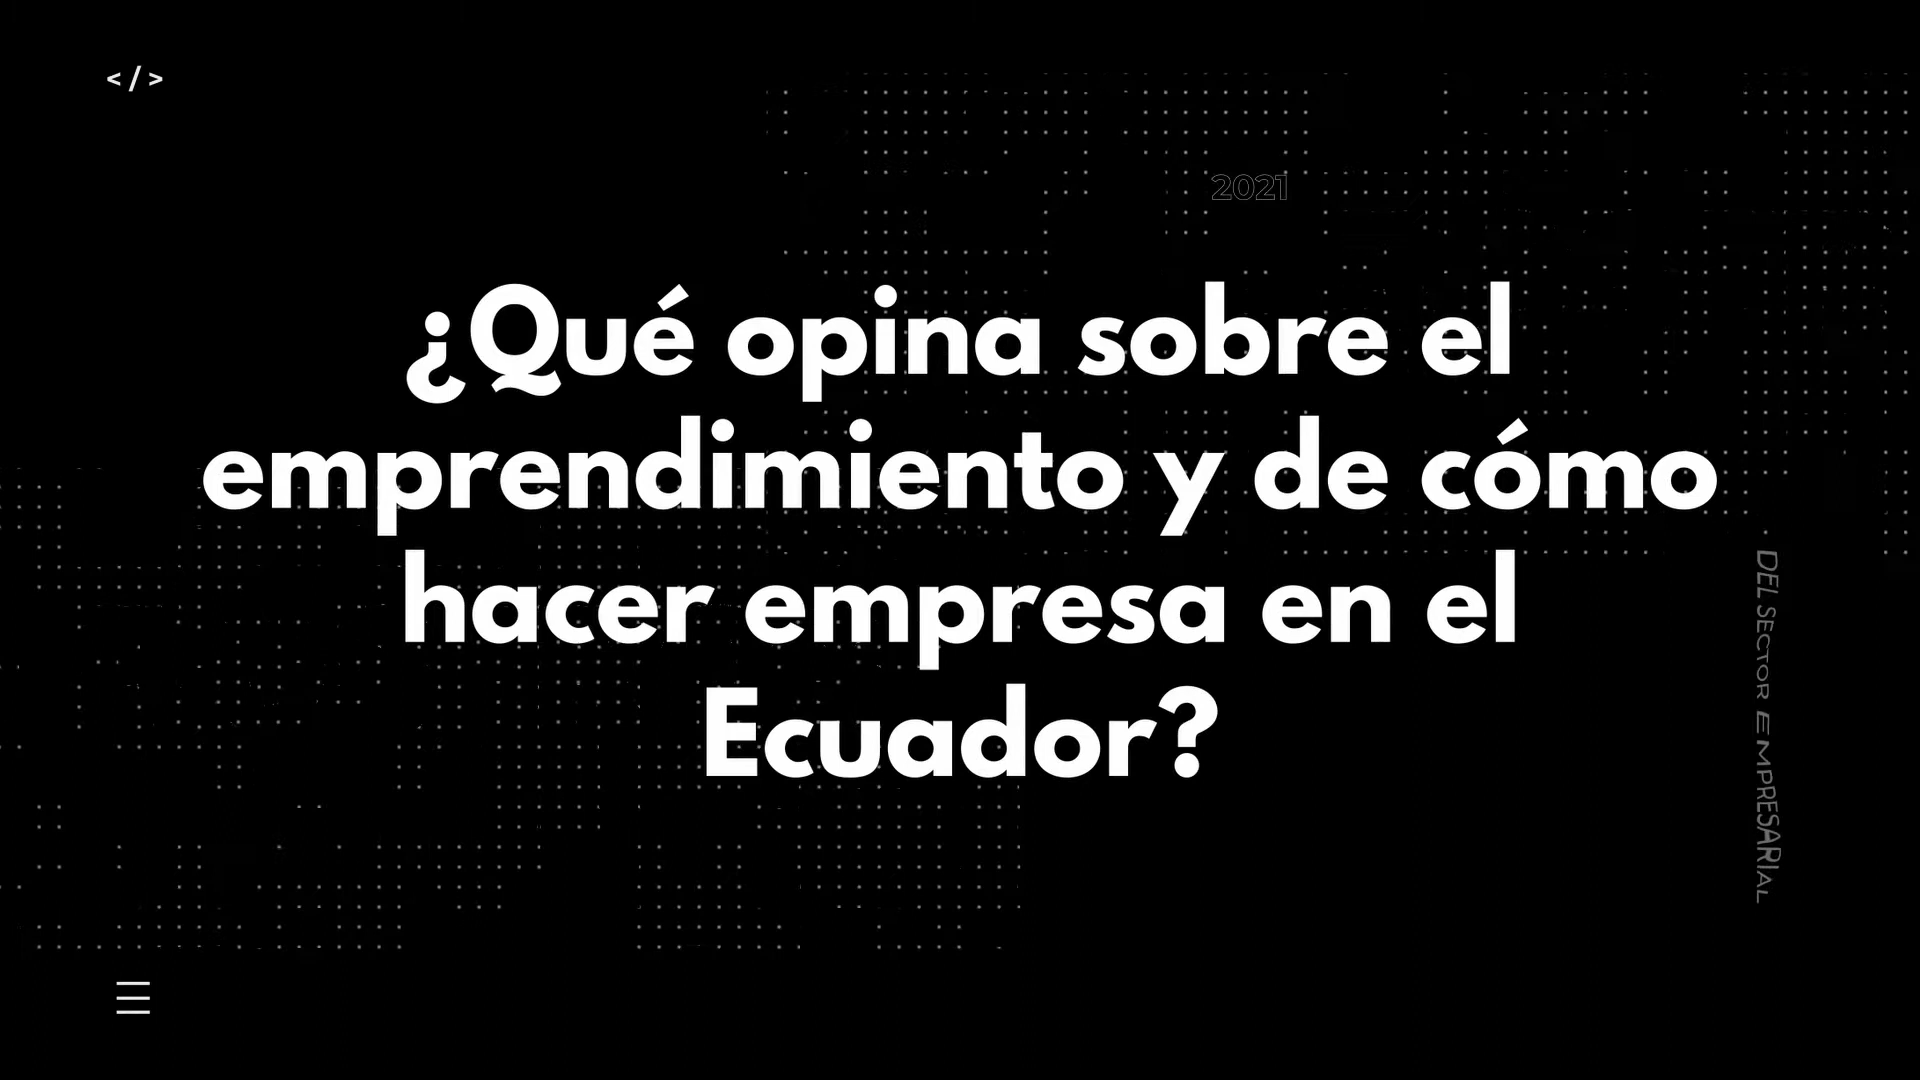 </>
2021
¿Qué opina sobre el
emprendimiento y de cómo
hacer empresa en el
Ecuador?
DEL SECTOR EMPRESARIAL